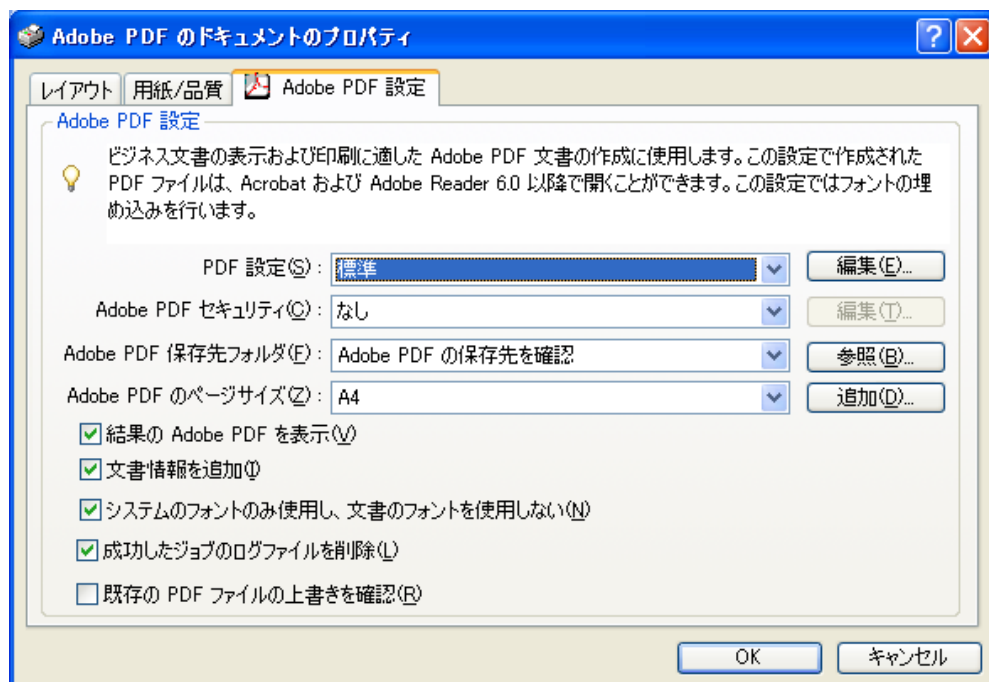 Adobe PDF のドキュメントのプロパティ
レイアウト 用紙/品質 Adobe PDF 設定
Adobe PDF 設定
ビジネス文書の表示および印刷に適した Adobe PDF 文書の作成に使用します。この設定で作成された
PDF ファイルは、Acrobat および Adobe Reader 6.0 以降で開くことができます。この設定ではフォントの埋
め込みを行います。
PDF 設定(S): 標準 編集(E)...
Adobe PDF セキュリティ(C): なし 編集(T)...
Adobe PDF 保存先フォルダ(F): Adobe PDF の保存先を確認 参照(B)...
Adobe PDF のページサイズ(Z): A4 追加(D)...
結果の Adobe PDF を表示(V)
文書情報を追加(I)
システムのフォントのみ使用し、文書のフォントを使用しない(N)
成功したジョブのログファイルを削除(L)
既存の PDF ファイルの上書きを確認(R)
OK キャンセル